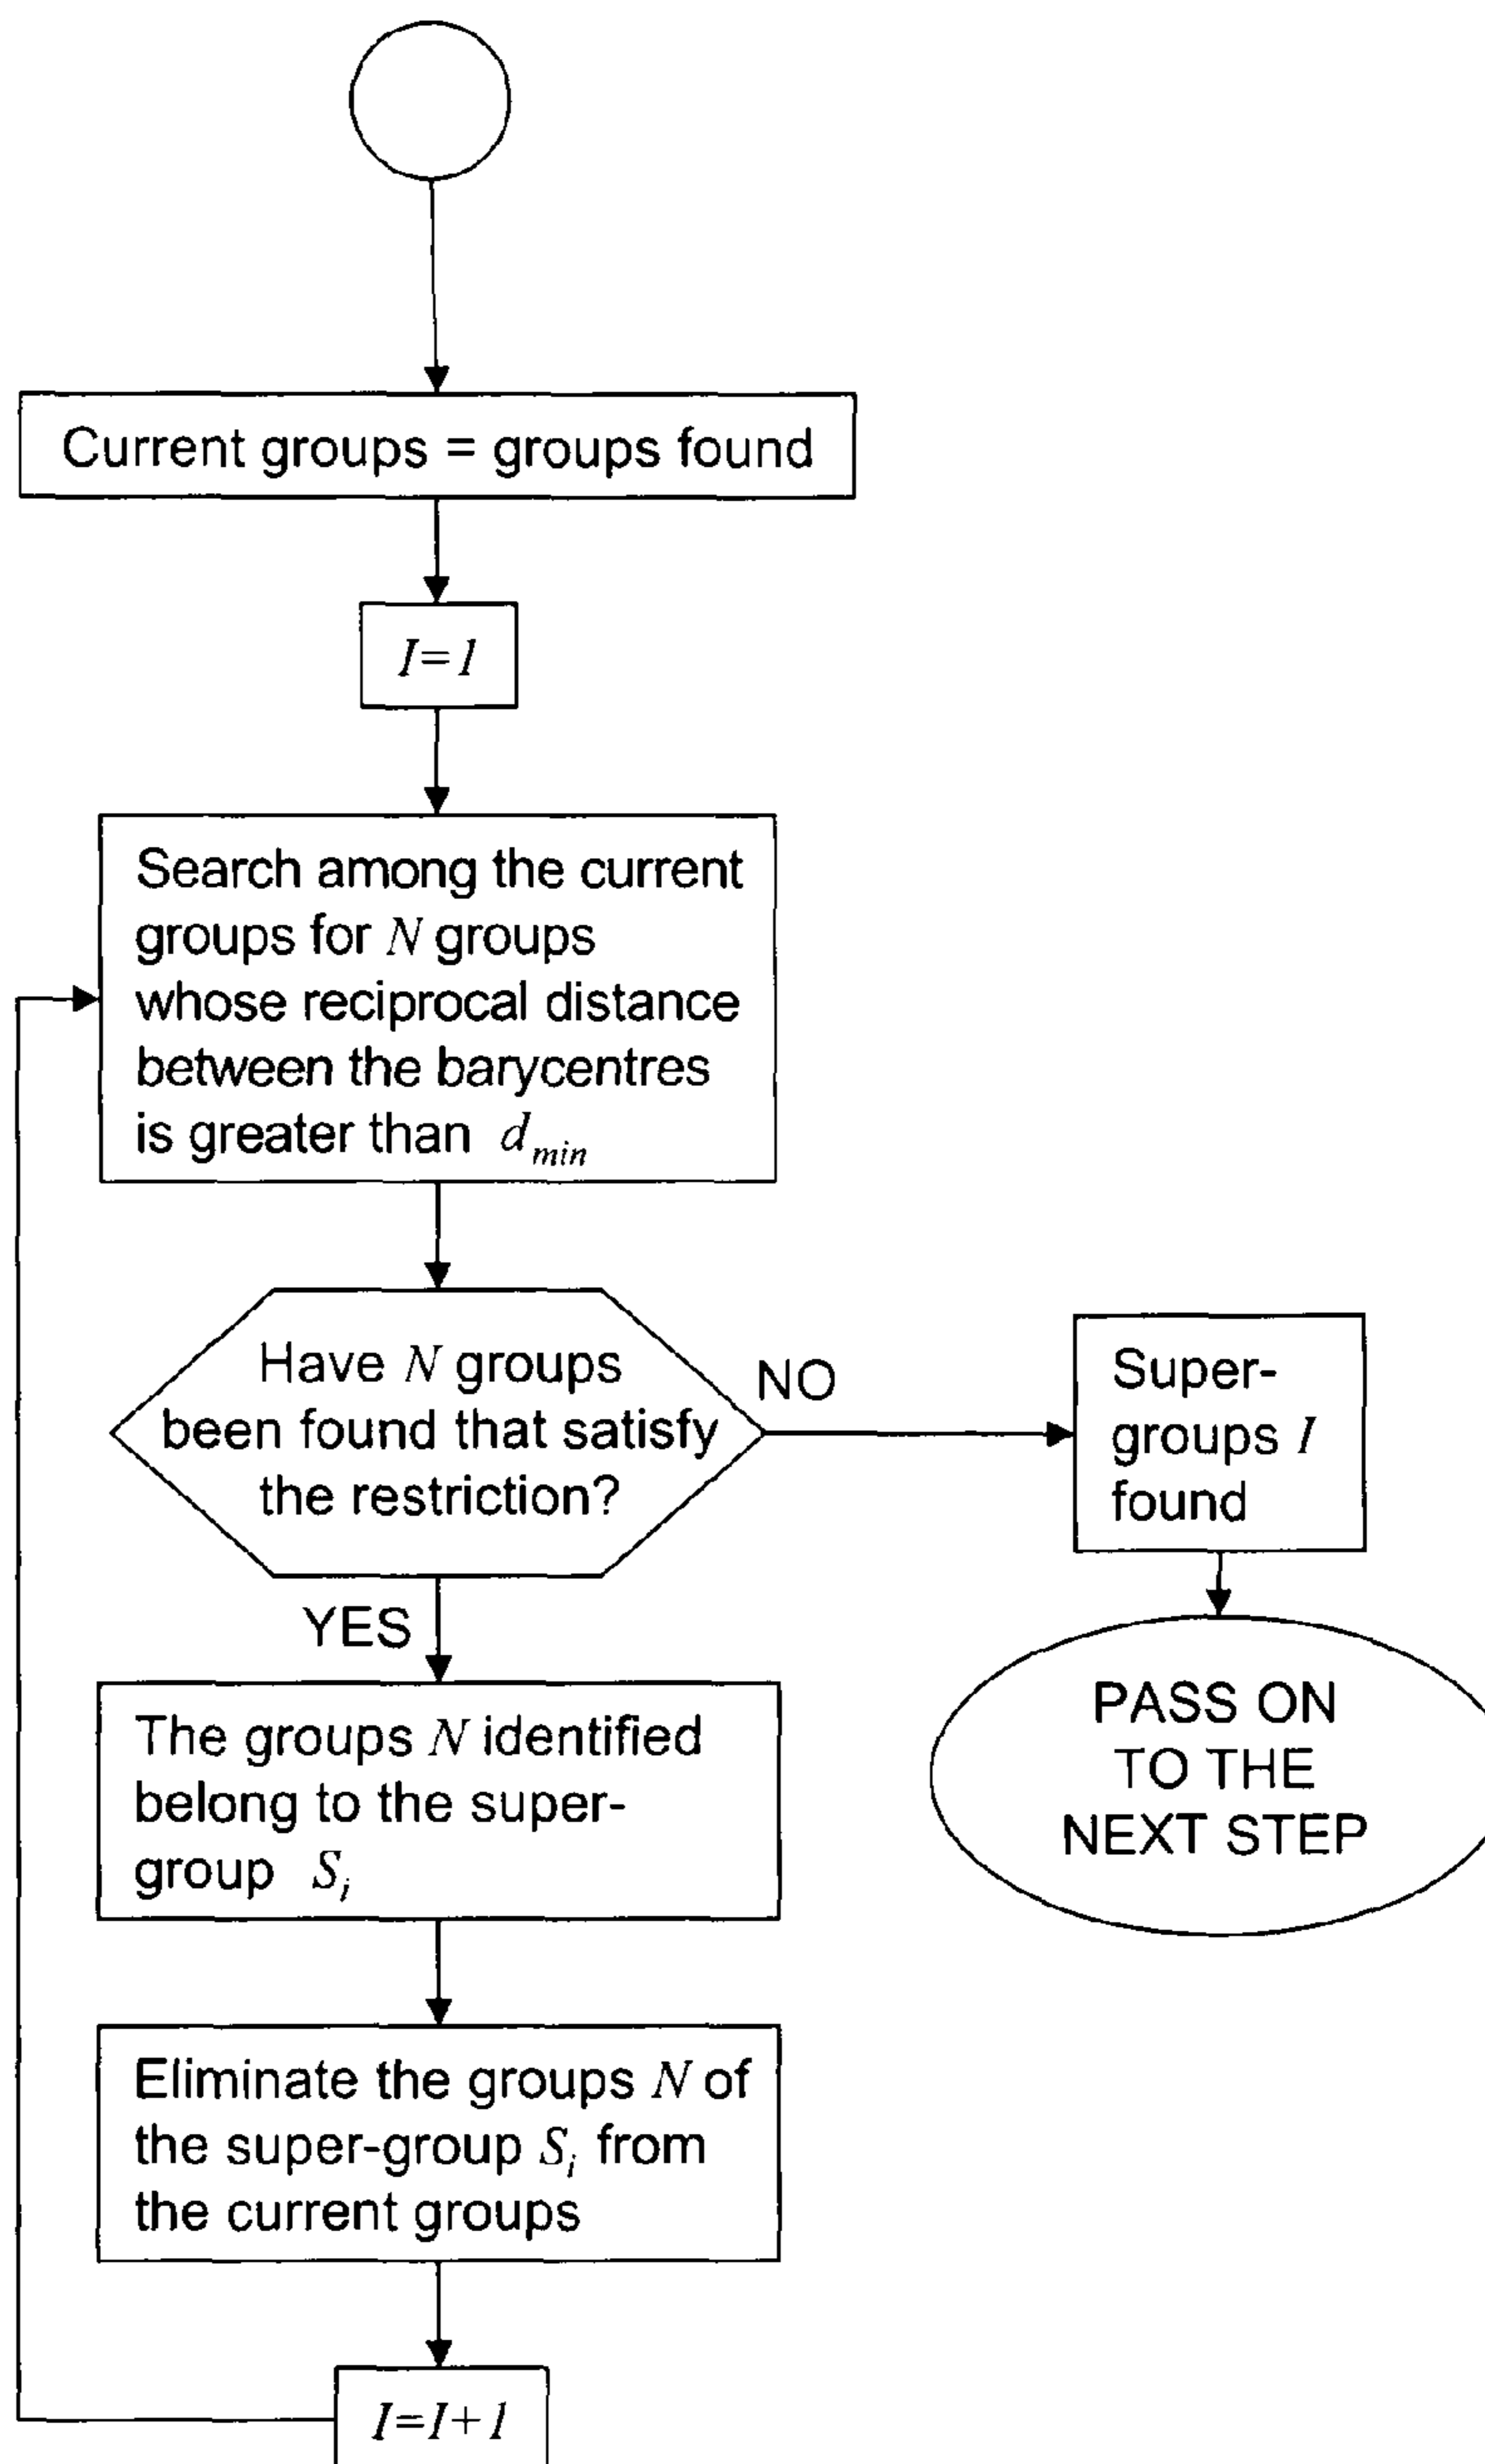 Current groups = groups found
I=1
Search among the current
groups for N groups
whose reciprocal distance
between the barycentres
is greater than d_min
Have N groups
been found that satisfy
the restriction?
NO
Super-
groups I
found
YES
PASS ON
TO THE
NEXT STEP
The groups N identified
belong to the super-
group S_i
Eliminate the groups N of
the super-group S_i from
the current groups
I=I+1